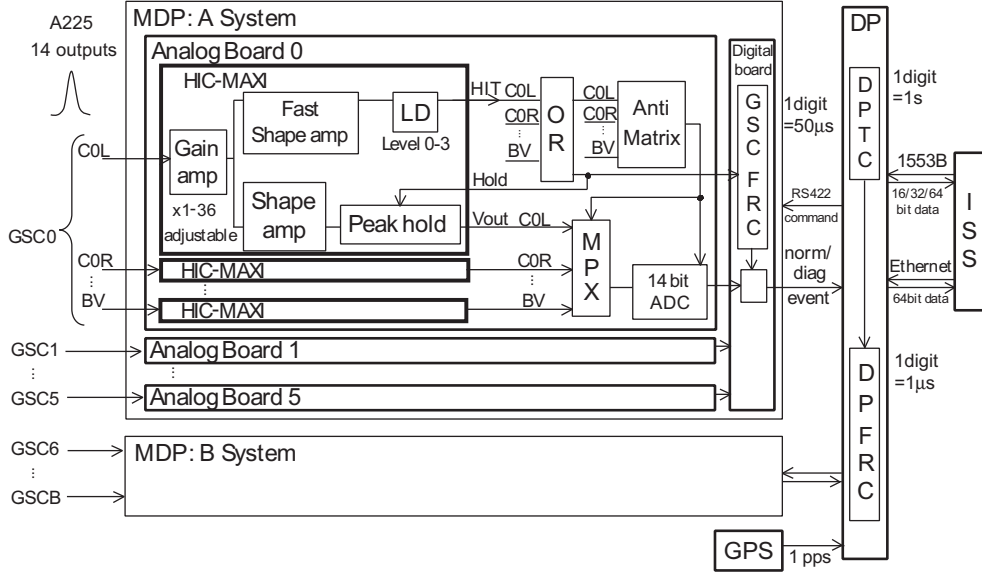 A225
14 outputs
MDP: A System
Analog Board 0
HIC-MAXI
Fast
Shape amp
LD
Level 0-3
Gain
amp
x1-36
adjustable
Shape
amp
Peak hold
HIT
C0L
C0R
BV
O
R
C0L
C0R
BV
Anti
Matrix
Hold
Vout
C0L
C0R
BV
M
P
X
14 bit
ADC
HIC-MAXI
HIC-MAXI
GSC0
C0L
C0R
BV
Digital
board
G
S
C
F
R
C
1digit
=50μs
RS422
command
norm/
diag
event
DP
D
P
T
C
1digit
=1s
1553B
16/32/64
bit data
Ethernet
64bit data
I
S
S
D
P
F
R
C
1digit
=1μs
GSC1
Analog Board 1
GSC5
Analog Board 5
GSC6
GSCB
MDP: B System
GPS
1 pps